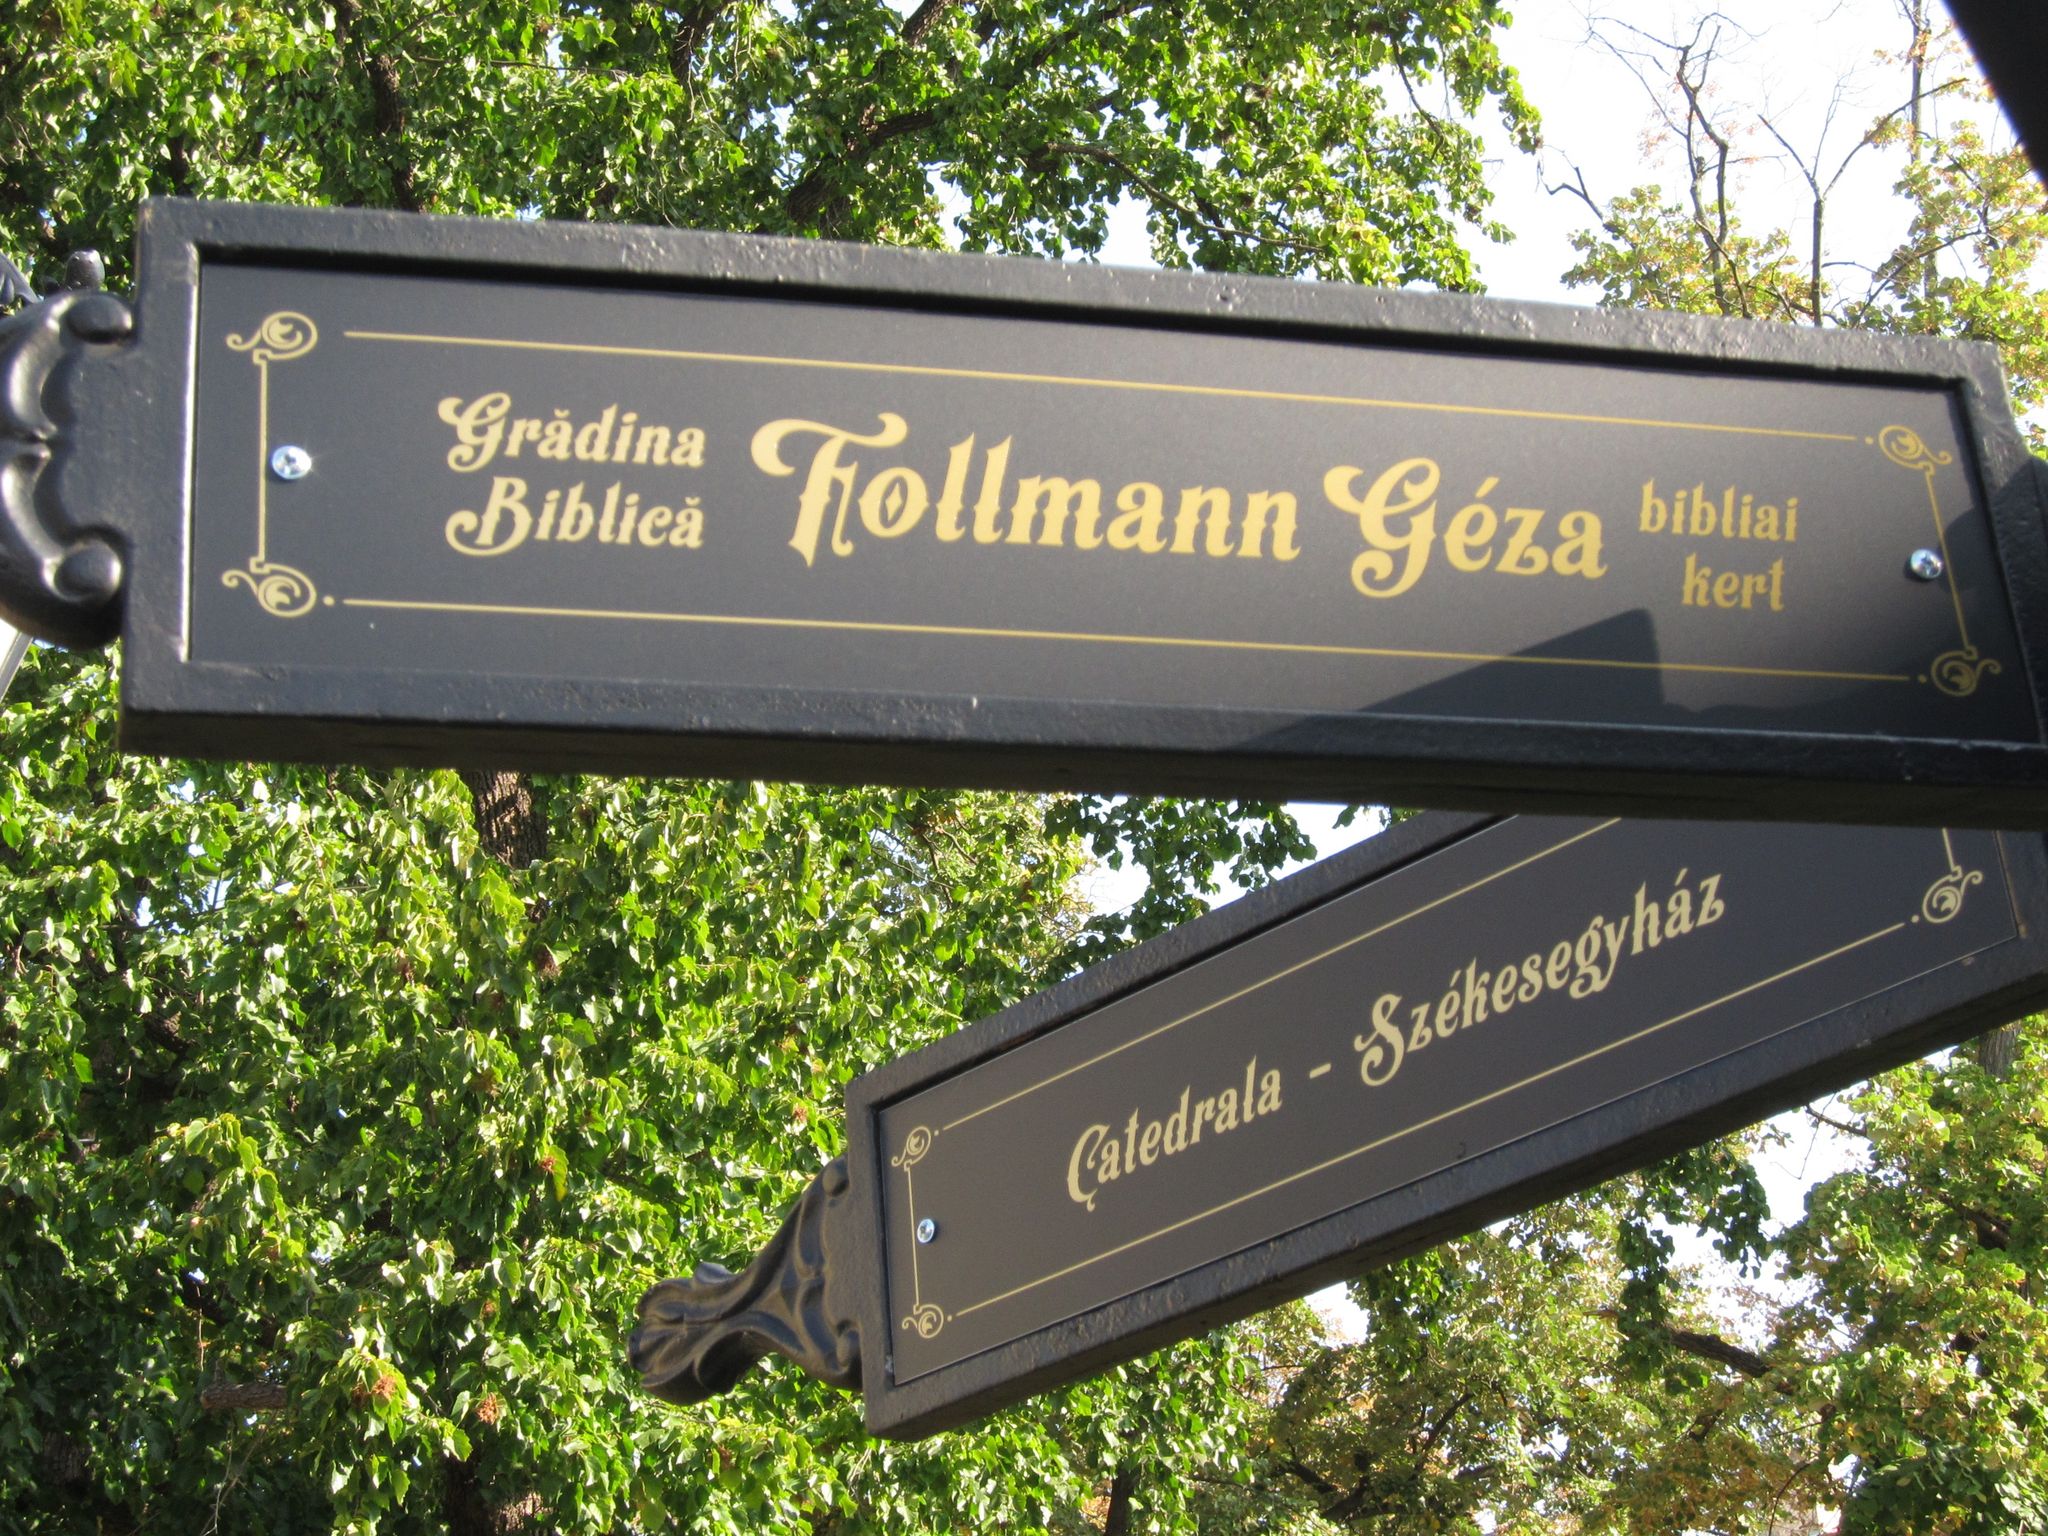 Grădina
Biblică
Follmann Géza
bibliai
kert
Catedrala - Székesegyház